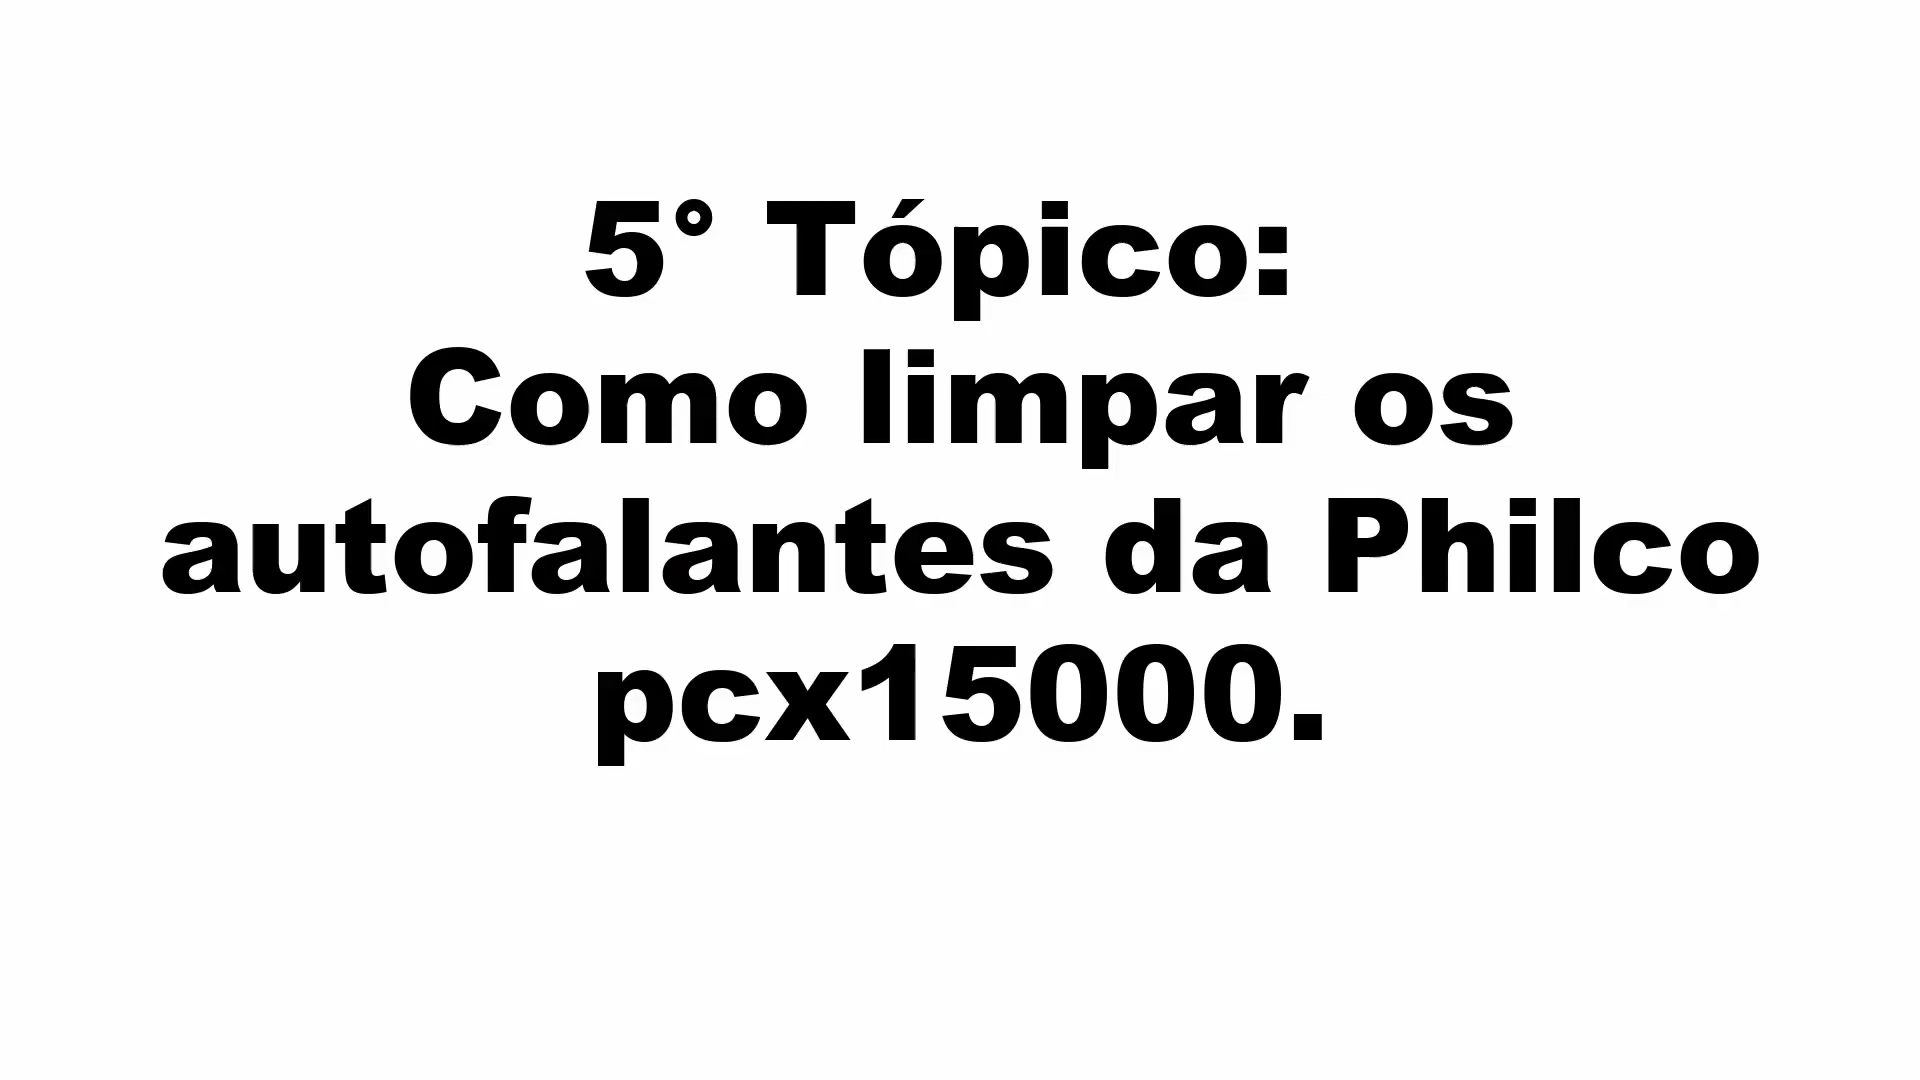 5° Tópico:
Como limpar os
autofalantes da Philco
pcx15000.